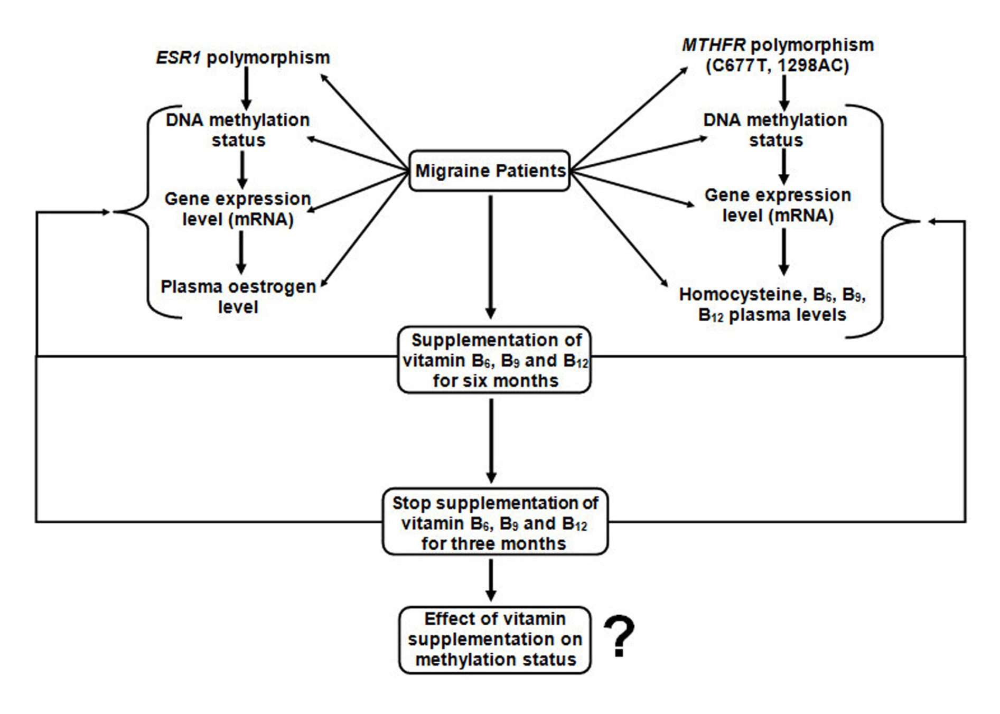 ESR1 polymorphism
DNA methylation
status
Gene expression
level (mRNA)
Plasma oestrogen
level
Migraine Patients
MTHFR polymorphism
(C677T, 1298AC)
DNA methylation
status
Gene expression
level (mRNA)
Homocysteine, B₆, B₉,
B₁₂ plasma levels
Supplementation of
vitamin B₆, B₉ and B₁₂
for six months
Stop supplementation of
vitamin B₆, B₉ and B₁₂
for three months
Effect of vitamin
supplementation on
methylation status
?